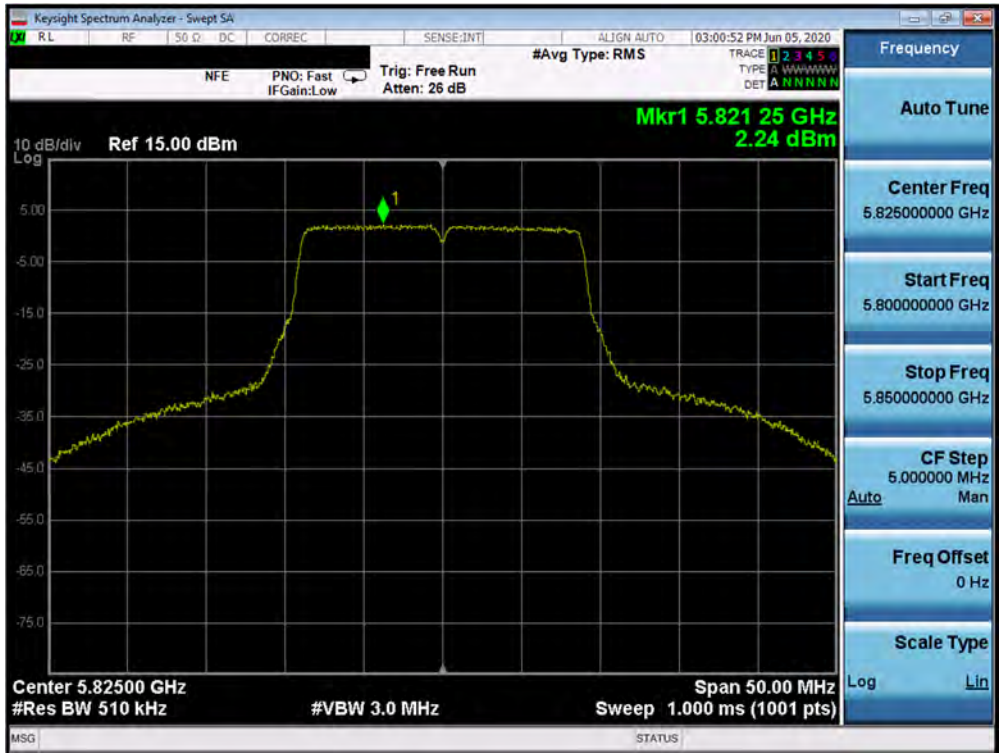 Keysight Spectrum Analyzer - Swept SA
LXI RL RF 50 Ω DC CORREC SENSE:INT ALIGN AUTO 03:00:52 PM Jun 05, 2020
#Avg Type: RMS TRACE 1 2 3 4 5 6
NFE PNO: Fast Trig: Free Run TYPE A WWWWW
IFGain:Low Atten: 26 dB DET A N N N N N
Mkr1 5.821 25 GHz
2.24 dBm
10 dB/div Ref 15.00 dBm
Log
1
5.00
-5.00
-15.0
-25.0
-35.0
-45.0
-55.0
-65.0
-75.0
Center 5.82500 GHz Span 50.00 MHz
#Res BW 510 kHz #VBW 3.0 MHz Sweep 1.000 ms (1001 pts)
MSG STATUS
Frequency
Auto Tune
Center Freq
5.825000000 GHz
Start Freq
5.800000000 GHz
Stop Freq
5.850000000 GHz
CF Step
5.000000 MHz
Auto Man
Freq Offset
0 Hz
Scale Type
Log Lin